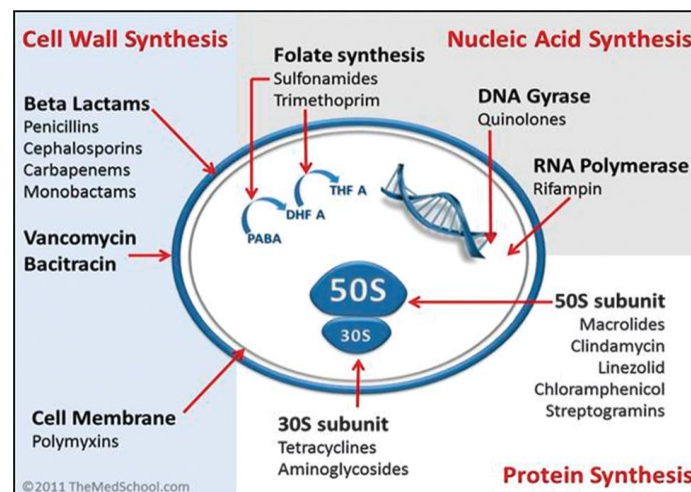 Cell Wall Synthesis
Beta Lactams
Penicillins
Cephalosporins
Carbapenems
Monobactams
Vancomycin
Bacitracin
Cell Membrane
Polymyxins
©2011 TheMedSchool.com
Folate synthesis
Sulfonamides
Trimethoprim
PABA
DHF A
THF A
Nucleic Acid Synthesis
DNA Gyrase
Quinolones
RNA Polymerase
Rifampin
50S
30S
50S subunit
Macrolides
Clindamycin
Linezolid
Chloramphenicol
Streptogramins
30S subunit
Tetracyclines
Aminoglycosides
Protein Synthesis